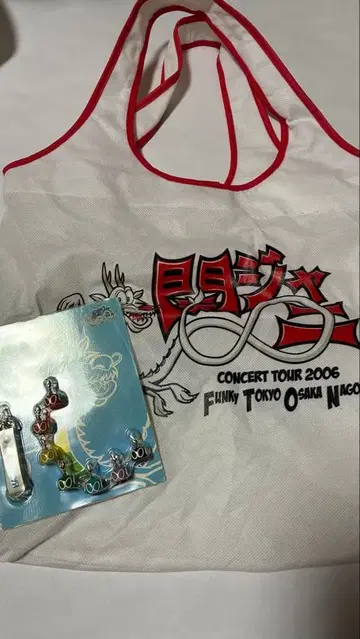 関ジャニ
CONCERT TOUR 2006
FUNKY TOKYO OSAKA NAGO